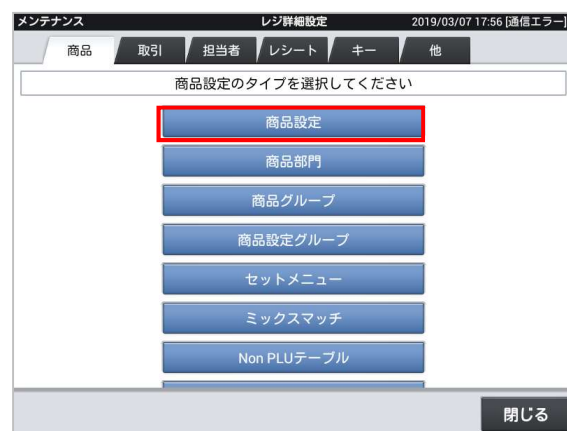 メンテナンス レジ詳細設定 2019/03/07 17:56 [通信エラー]
商品 取引 担当者 レシート キー 他
商品設定のタイプを選択してください
商品設定
商品部門
商品グループ
商品設定グループ
セットメニュー
ミックスマッチ
Non PLUテーブル
閉じる